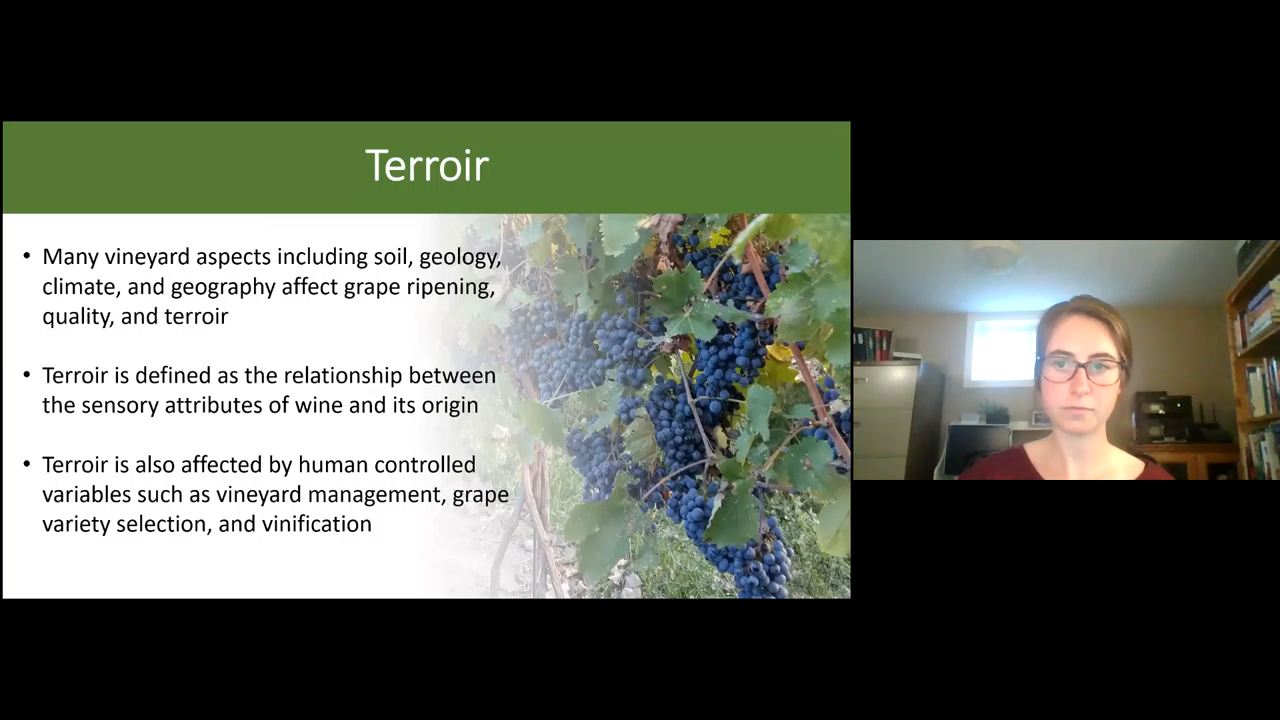 Terroir
• Many vineyard aspects including soil, geology,
climate, and geography affect grape ripening,
quality, and terroir
• Terroir is defined as the relationship between
the sensory attributes of wine and its origin
• Terroir is also affected by human controlled
variables such as vineyard management, grape
variety selection, and vinification